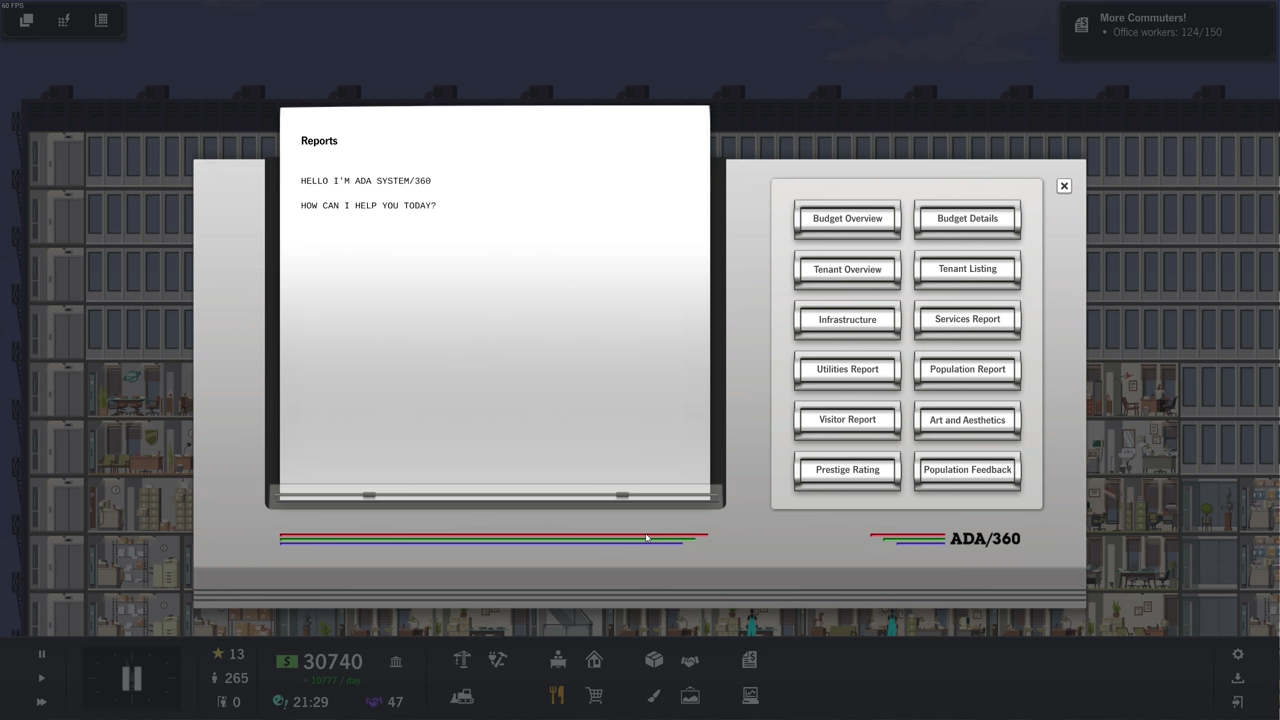 60 FPS
More Commuters!
• Office workers: 124/150
Reports
HELLO I'M ADA SYSTEM/360
HOW CAN I HELP YOU TODAY?
Budget Overview
Budget Details
Tenant Overview
Tenant Listing
Infrastructure
Services Report
Utilities Report
Population Report
Visitor Report
Art and Aesthetics
Prestige Rating
Population Feedback
ADA/360
13
$ 30740
+ 10777 / day
265
0
21:29
47